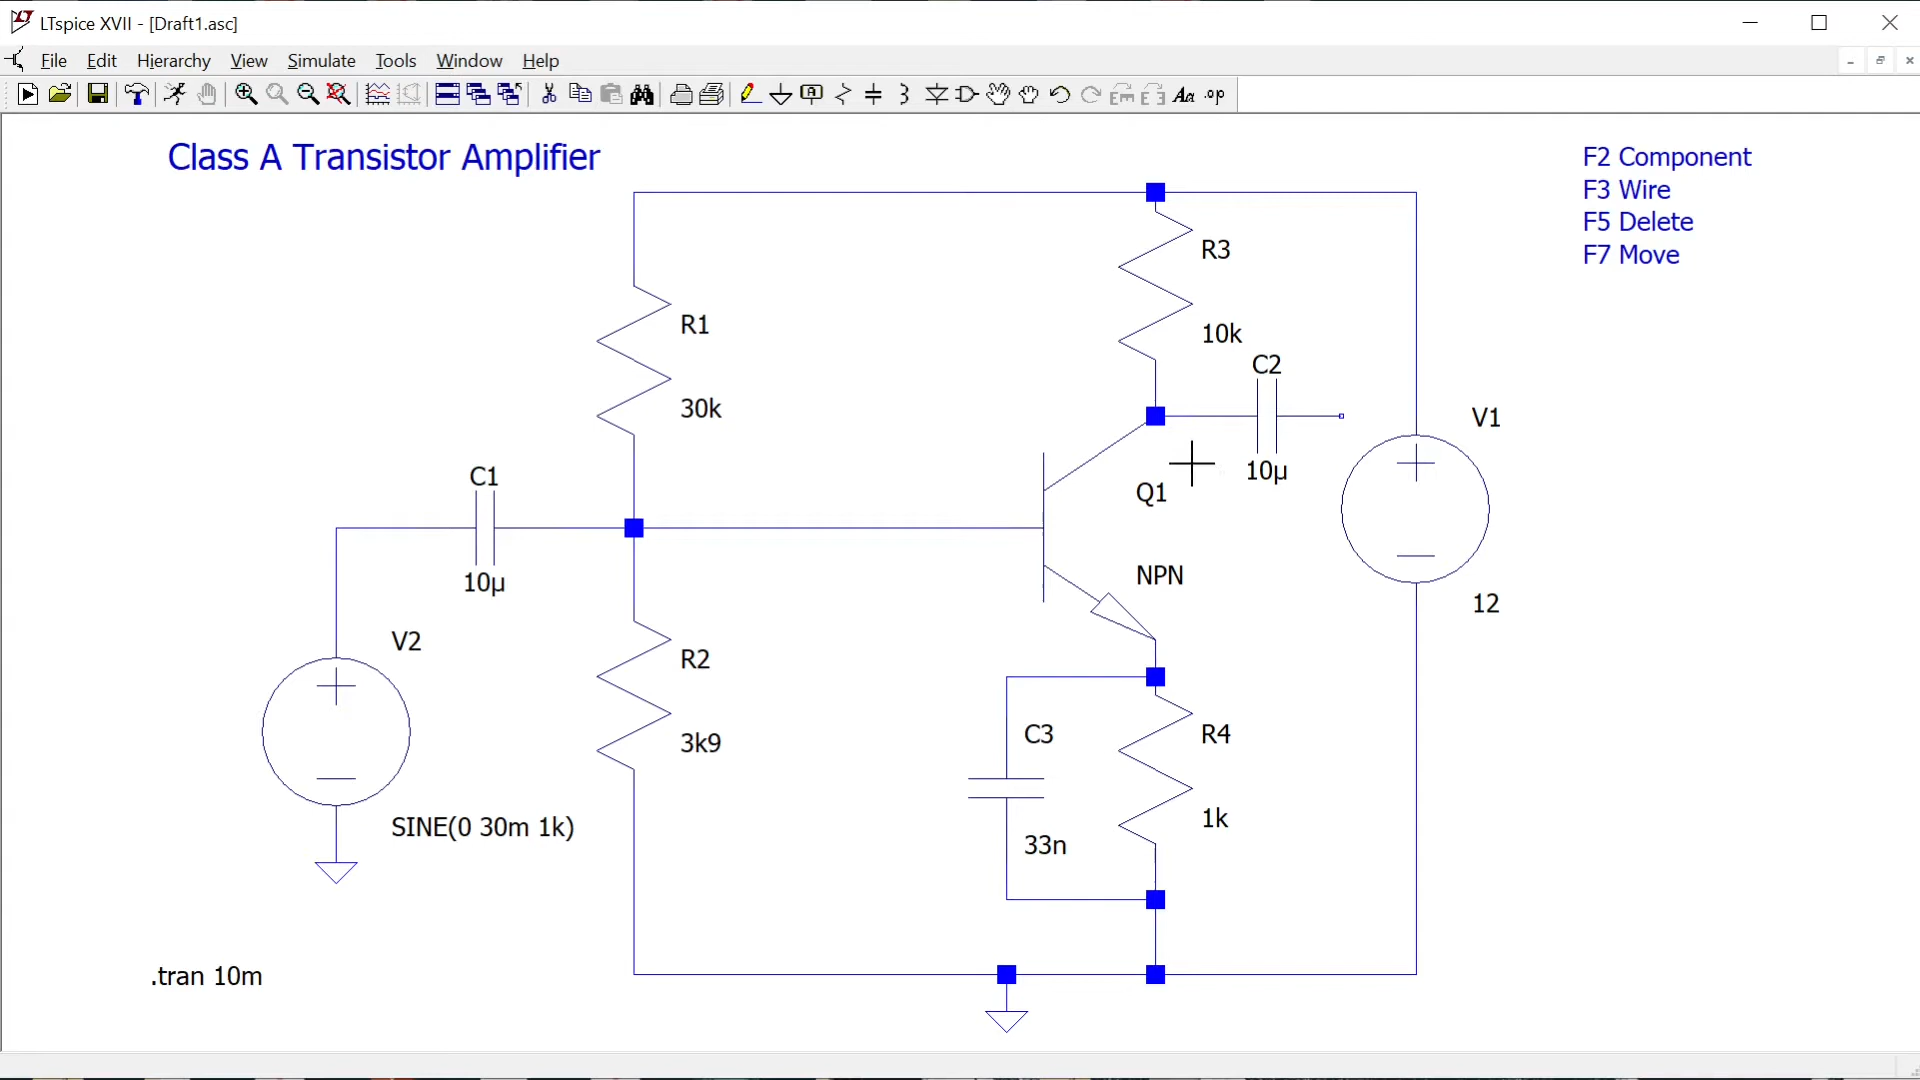 LTspice XVII - [Draft1.asc]
File Edit Hierarchy View Simulate Tools Window Help
Aa .op
Class A Transistor Amplifier
F2 Component
F3 Wire
F5 Delete
F7 Move
R3
10k
R1
30k
C2
10µ
V1
12
C1
10µ
Q1
NPN
V2
SINE(0 30m 1k)
R2
3k9
C3
33n
R4
1k
.tran 10m